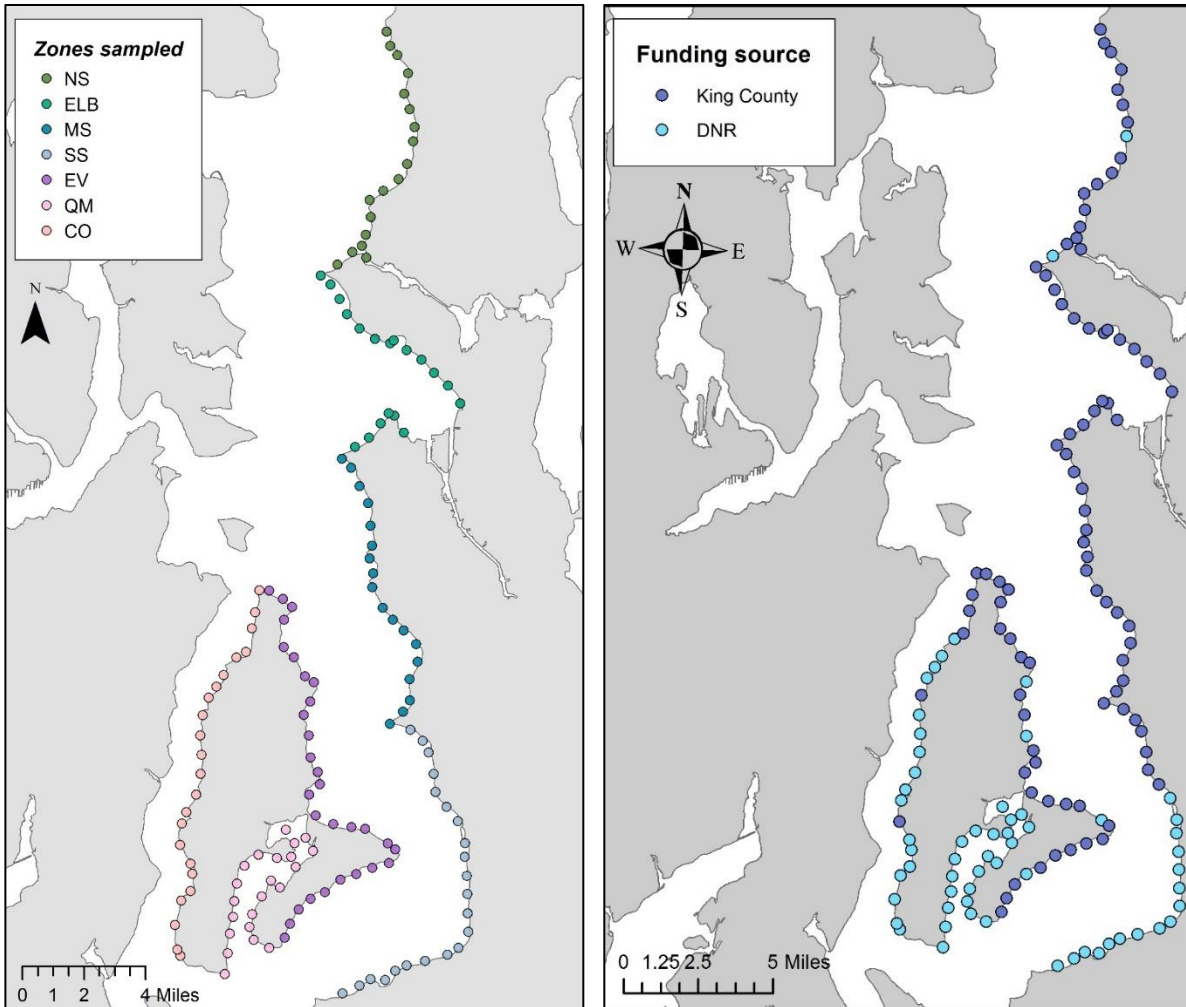 Zones sampled
NS
ELB
MS
SS
EV
QM
CO
N
0 1 2 4 Miles
Funding source
King County
DNR
N
W E
S
0 1.25 2.5 5 Miles